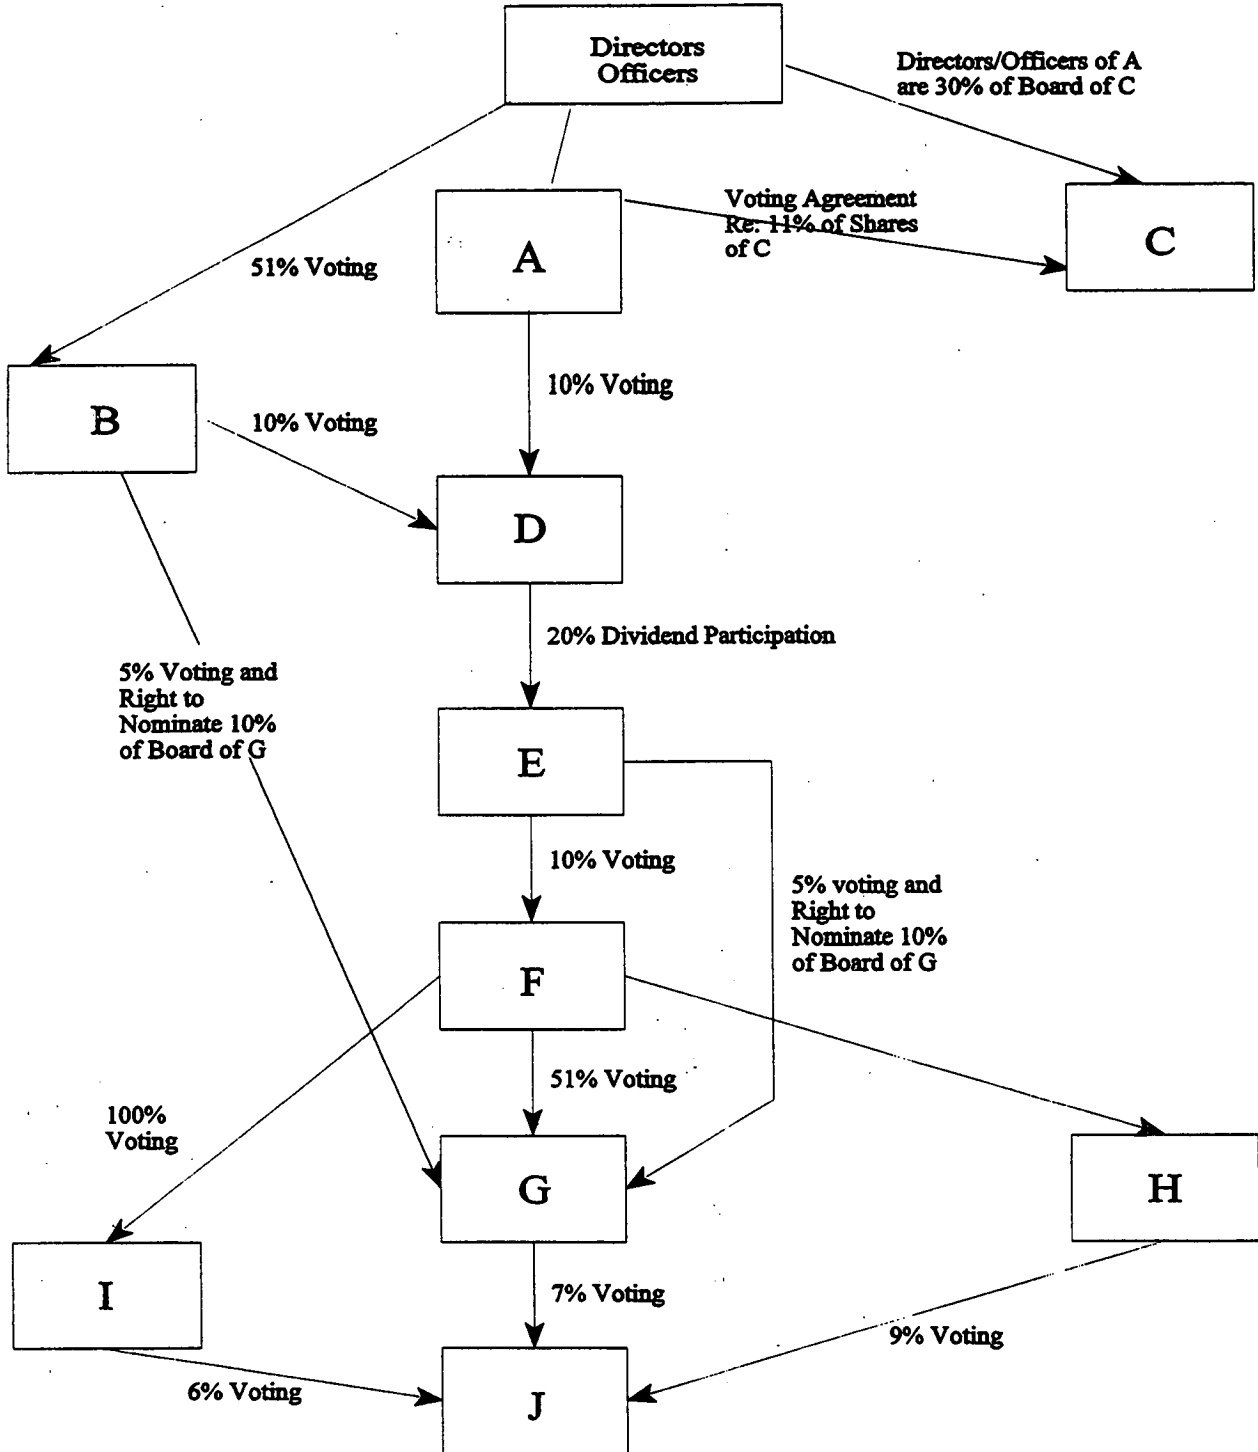 Directors
Officers
Directors/Officers of A
are 30% of Board of C
Voting Agreement
Re: 11% of Shares
of C
A
C
51% Voting
10% Voting
B
10% Voting
D
20% Dividend Participation
5% Voting and
Right to
Nominate 10%
of Board of G
E
10% Voting
5% voting and
Right to
Nominate 10%
of Board of G
F
51% Voting
100%
Voting
G
H
I
7% Voting
9% Voting
6% Voting
J